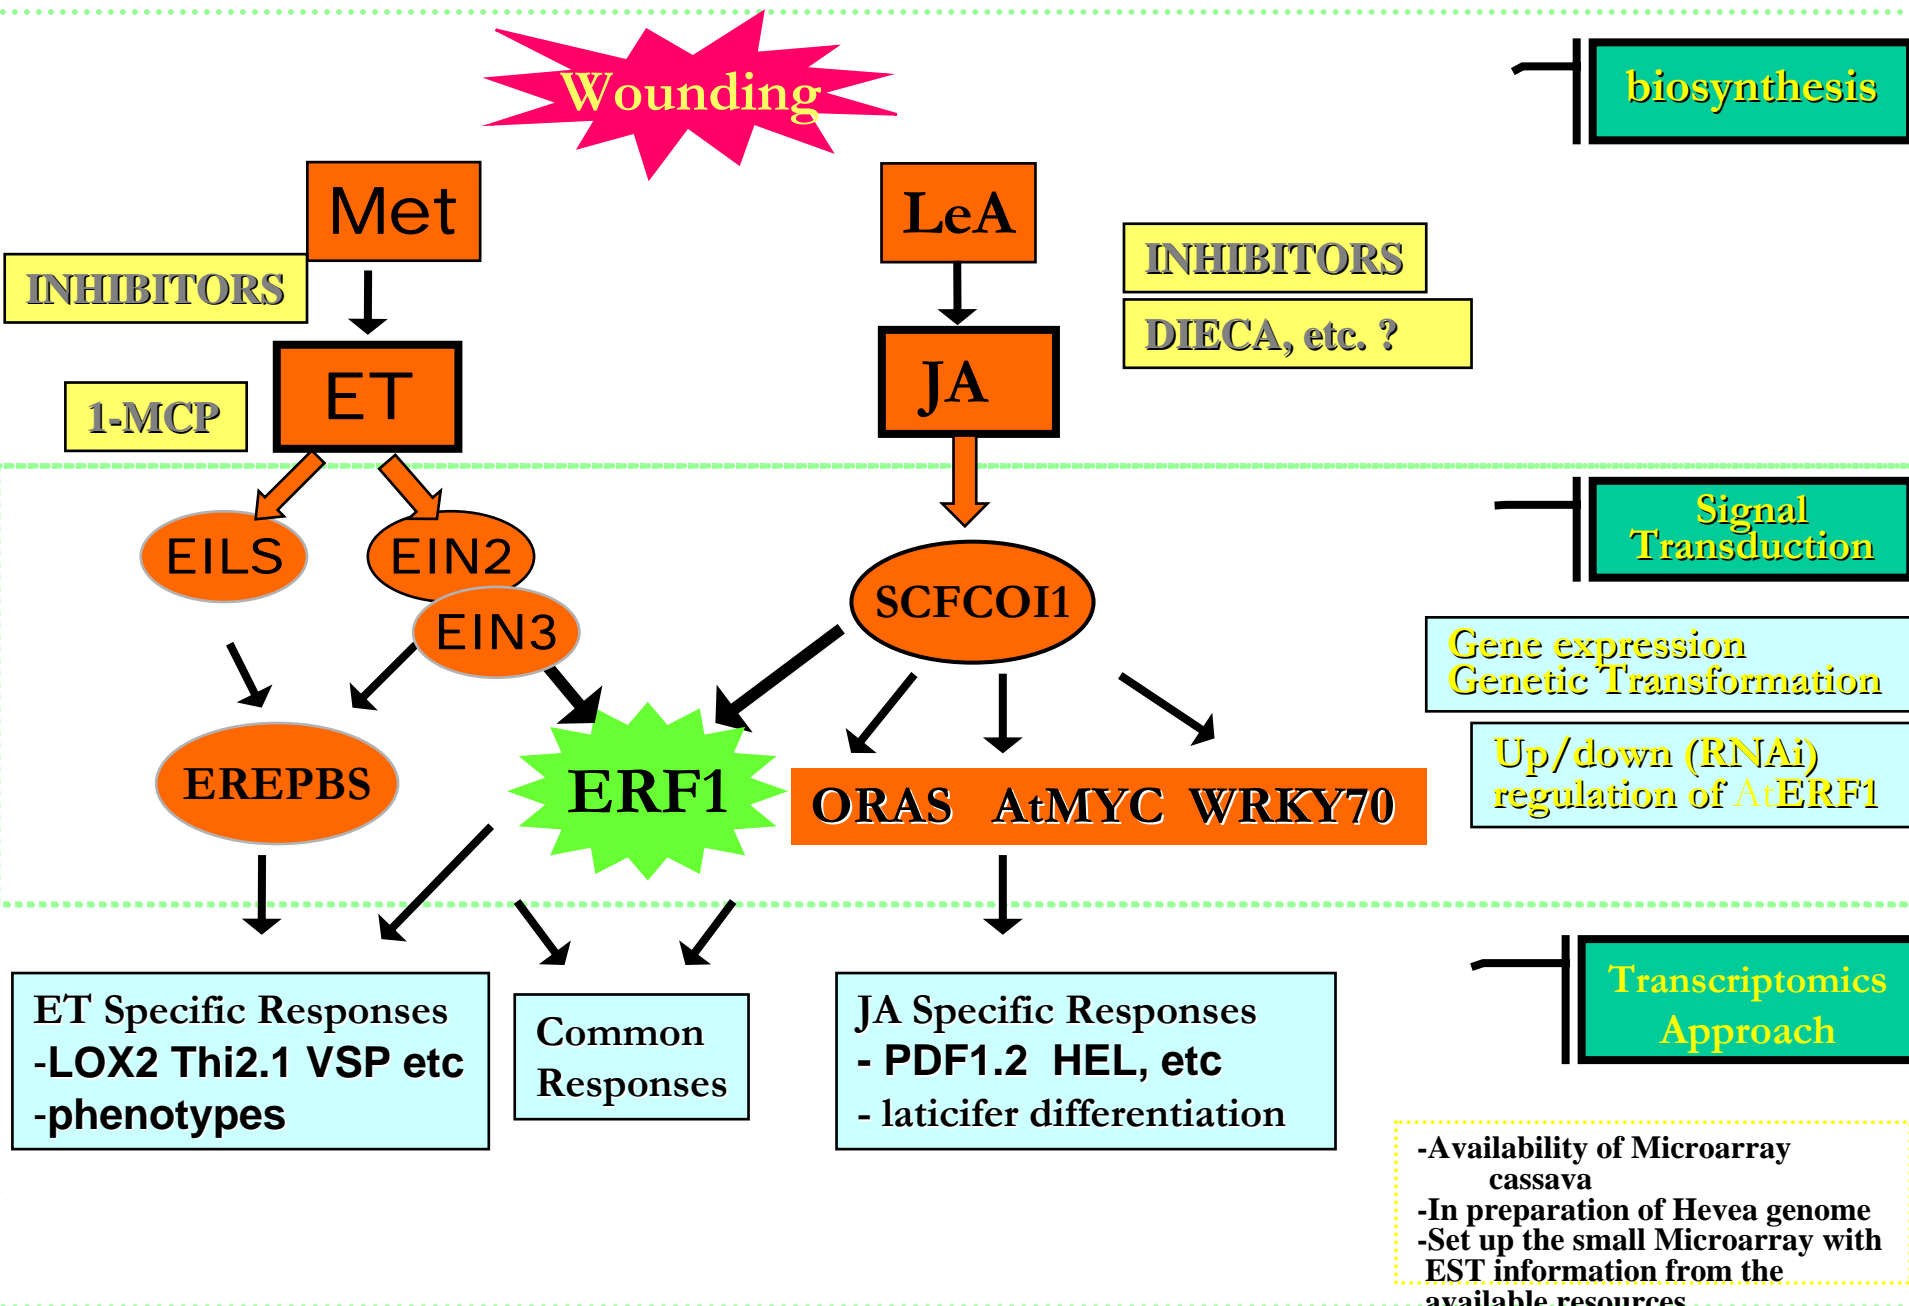 Wounding
biosynthesis
Met
LeA
INHIBITORS
INHIBITORS
DIECA, etc. ?
ET
JA
1-MCP
Signal
Transduction
EILS
EIN2
EIN3
SCFCOI1
Gene expression
Genetic Transformation
Up/down (RNAi)
regulation of AtERF1
EREPBS
ERF1
ORAS AtMYC WRKY70
Transcriptomics
Approach
ET Specific Responses
-LOX2 Thi2.1 VSP etc
-phenotypes
Common
Responses
JA Specific Responses
- PDF1.2 HEL, etc
- laticifer differentiation
-Availability of Microarray
cassava
-In preparation of Hevea genome
-Set up the small Microarray with
EST information from the
available resources